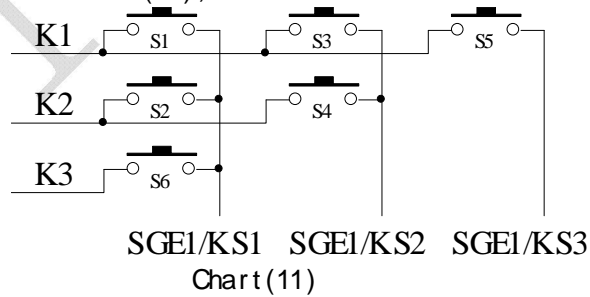 K1 S1 S3 S5
K2 S2 S4
K3 S6
SGE1/KS1 SGE1/KS2 SGE1/KS3
Chart(11)